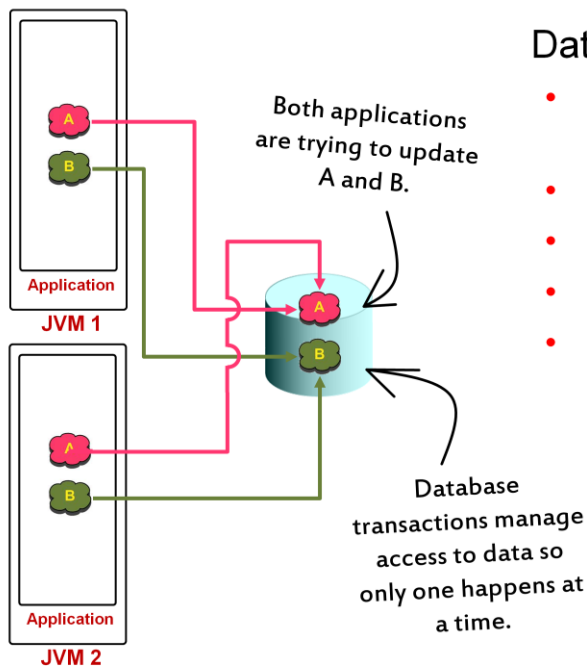 Dat
Both applications
are trying to update
A and B.
A
B
Application
JVM 1
A
B
A
B
Application
JVM 2
Database
transactions manage
access to data so
only one happens at
a time.